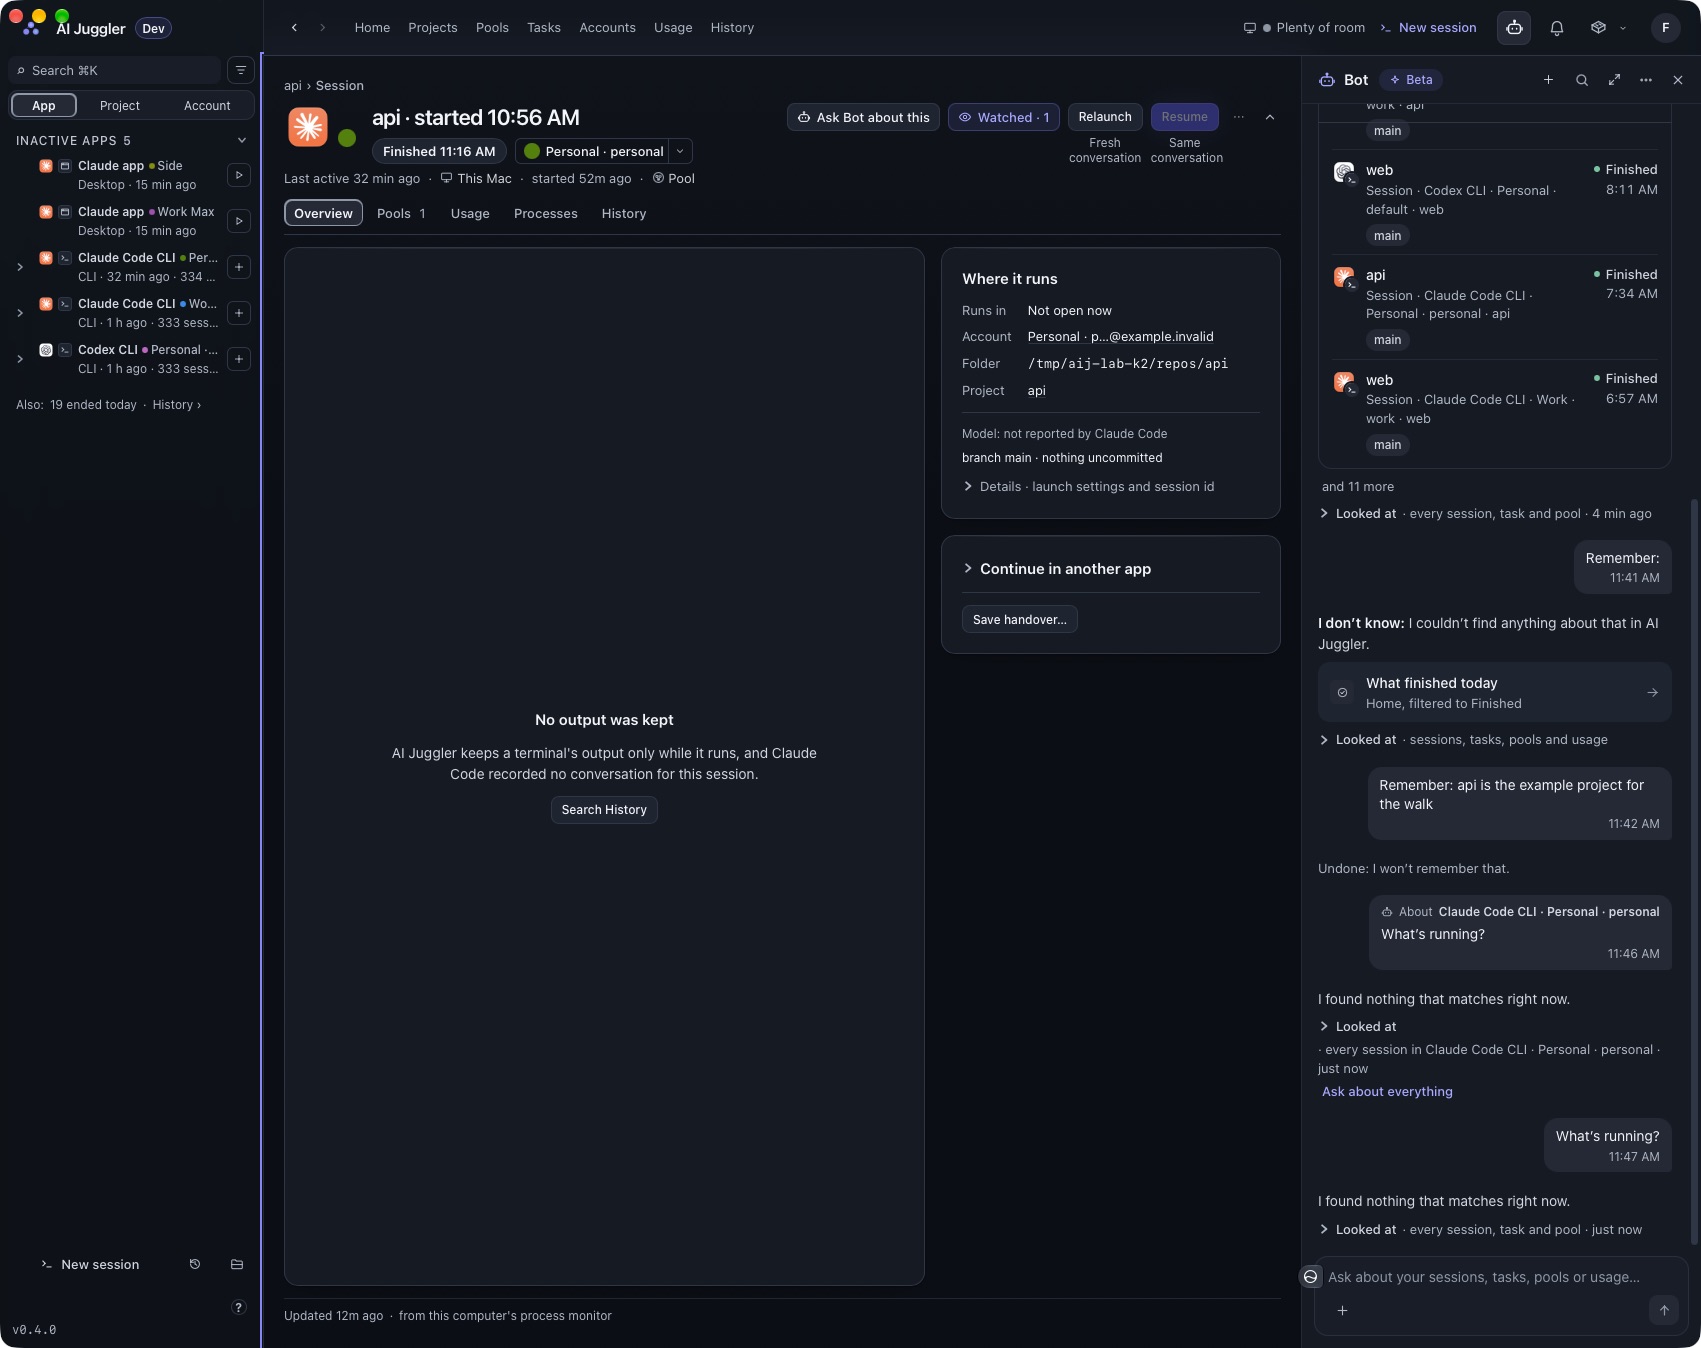 AI Juggler Dev
Search ⌘K
App Project Account
INACTIVE APPS 5
Claude app Side
Desktop · 15 min ago
Claude app Work Max
Desktop · 15 min ago
Claude Code CLI Per...
CLI · 32 min ago · 334 ...
Claude Code CLI Wo...
CLI · 1 h ago · 333 sess...
Codex CLI Personal ·...
CLI · 1 h ago · 333 sess...
Also: 19 ended today · History ›
New session
?
v0.4.0
Home Projects Pools Tasks Accounts Usage History
Plenty of room New session F
api › Session
api · started 10:56 AM
Finished 11:16 AM Personal · personal
Last active 32 min ago · This Mac · started 52m ago · Pool
Ask Bot about this Watched · 1 Relaunch Resume ...
Fresh conversation
Same conversation
Overview Pools 1 Usage Processes History
No output was kept
AI Juggler keeps a terminal's output only while it runs, and Claude
Code recorded no conversation for this session.
Search History
Where it runs
Runs in Not open now
Account Personal · p...@example.invalid
Folder /tmp/aij-lab-k2/repos/api
Project api
Model: not reported by Claude Code
branch main · nothing uncommitted
Details · launch settings and session id
Continue in another app
Save handover...
Updated 12m ago · from this computer's process monitor
Bot Beta
work · api
main
web Finished
Session · Codex CLI · Personal · 8:11 AM
default · web
main
api Finished
Session · Claude Code CLI · 7:34 AM
Personal · personal · api
main
web Finished
Session · Claude Code CLI · Work · 6:57 AM
work · web
main
and 11 more
Looked at · every session, task and pool · 4 min ago
Remember:
11:41 AM
I don’t know: I couldn’t find anything about that in AI
Juggler.
What finished today
Home, filtered to Finished
Looked at · sessions, tasks, pools and usage
Remember: api is the example project for
the walk
11:42 AM
Undone: I won’t remember that.
About Claude Code CLI · Personal · personal
What’s running?
11:46 AM
I found nothing that matches right now.
Looked at
· every session in Claude Code CLI · Personal · personal ·
just now
Ask about everything
What’s running?
11:47 AM
I found nothing that matches right now.
Looked at · every session, task and pool · just now
Ask about your sessions, tasks, pools or usage...